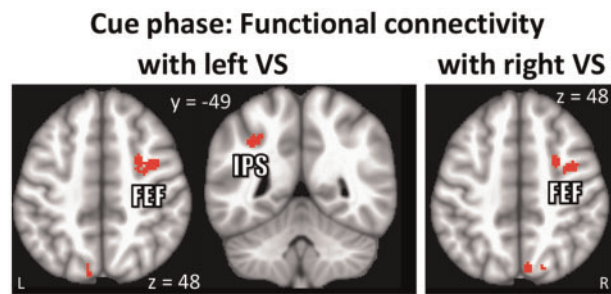 Cue phase: Functional connectivity
with left VS
with right VS
y = -49
z = 48
IPS
FEF
FEF
L
z = 48
R